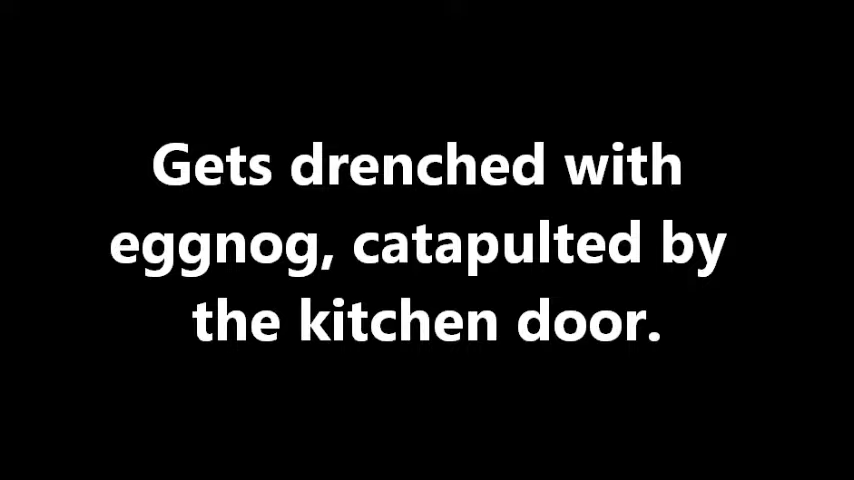 Gets drenched with
eggnog, catapulted by
the kitchen door.